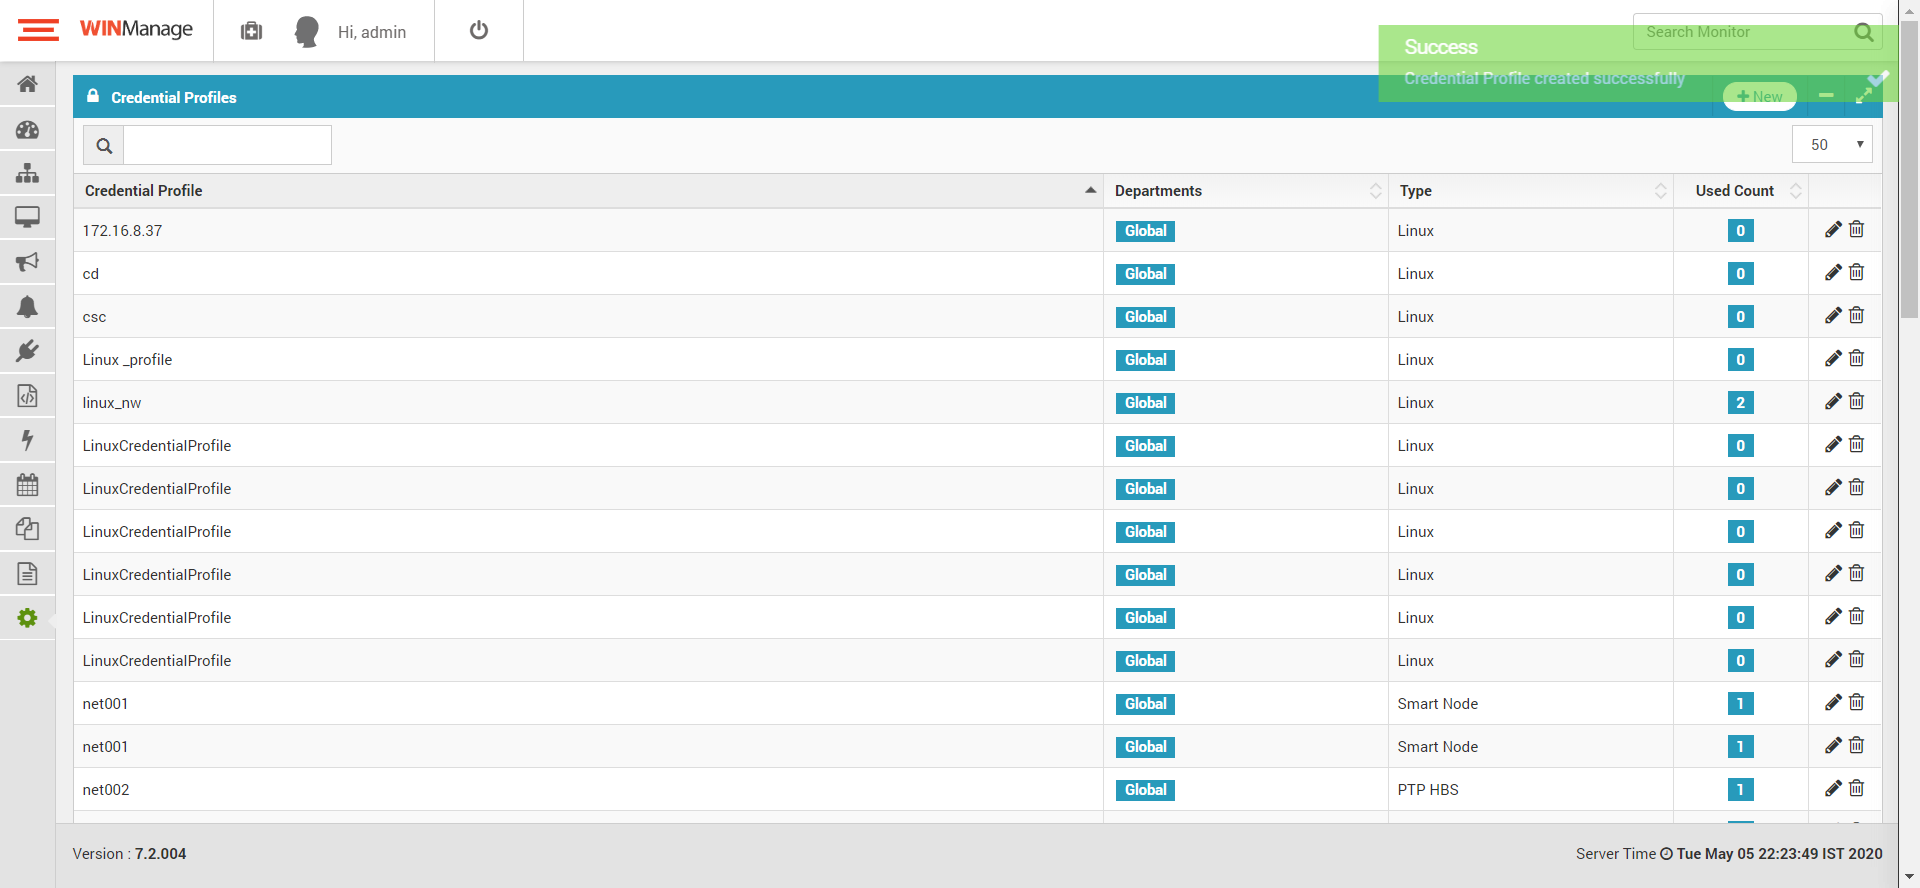 WINManage
Hi, admin
Search Monitor
Success
Credential Profile created successfully
Credential Profiles
New
50
Credential Profile Departments Type Used Count
172.16.8.37 Global Linux 0
cd Global Linux 0
csc Global Linux 0
Linux _profile Global Linux 0
linux_nw Global Linux 2
LinuxCredentialProfile Global Linux 0
LinuxCredentialProfile Global Linux 0
LinuxCredentialProfile Global Linux 0
LinuxCredentialProfile Global Linux 0
LinuxCredentialProfile Global Linux 0
LinuxCredentialProfile Global Linux 0
net001 Global Smart Node 1
net001 Global Smart Node 1
net002 Global PTP HBS 1
Version : 7.2.004
Server Time Tue May 05 22:23:49 IST 2020